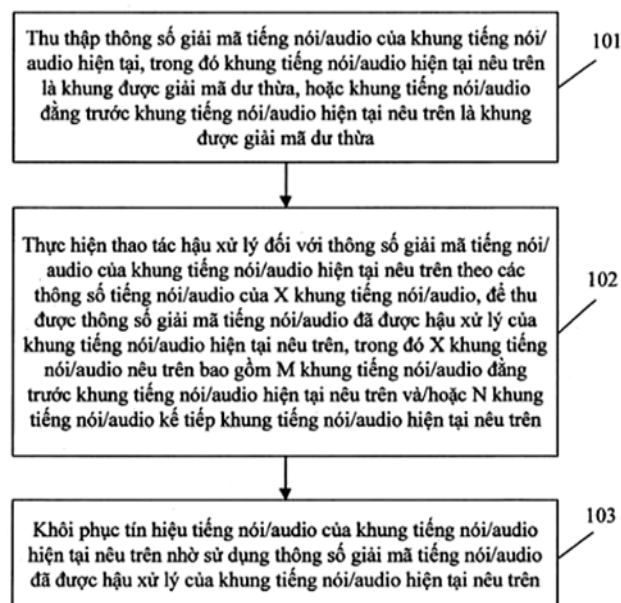 Thu thập thông số giải mã tiếng nói/audio của khung tiếng nói/
audio hiện tại, trong đó khung tiếng nói/audio hiện tại nêu trên
là khung được giải mã dư thừa, hoặc khung tiếng nói/audio
đằng trước khung tiếng nói/audio hiện tại nêu trên là khung
được giải mã dư thừa
101
Thực hiện thao tác hậu xử lý đối với thông số giải mã tiếng nói/
audio của khung tiếng nói/audio hiện tại nêu trên theo các
thông số tiếng nói/audio của X khung tiếng nói/audio, để thu
được thông số giải mã tiếng nói/audio đã được hậu xử lý của
khung tiếng nói/audio hiện tại nêu trên, trong đó X khung tiếng
nói/audio nêu trên bao gồm M khung tiếng nói/audio đằng
trước khung tiếng nói/audio hiện tại nêu trên và/hoặc N khung
tiếng nói/audio kế tiếp khung tiếng nói/audio hiện tại nêu trên
102
Khôi phục tín hiệu tiếng nói/audio của khung tiếng nói/audio
hiện tại nêu trên nhờ sử dụng thông số giải mã tiếng nói/audio
đã được hậu xử lý của khung tiếng nói/audio hiện tại nêu trên
103